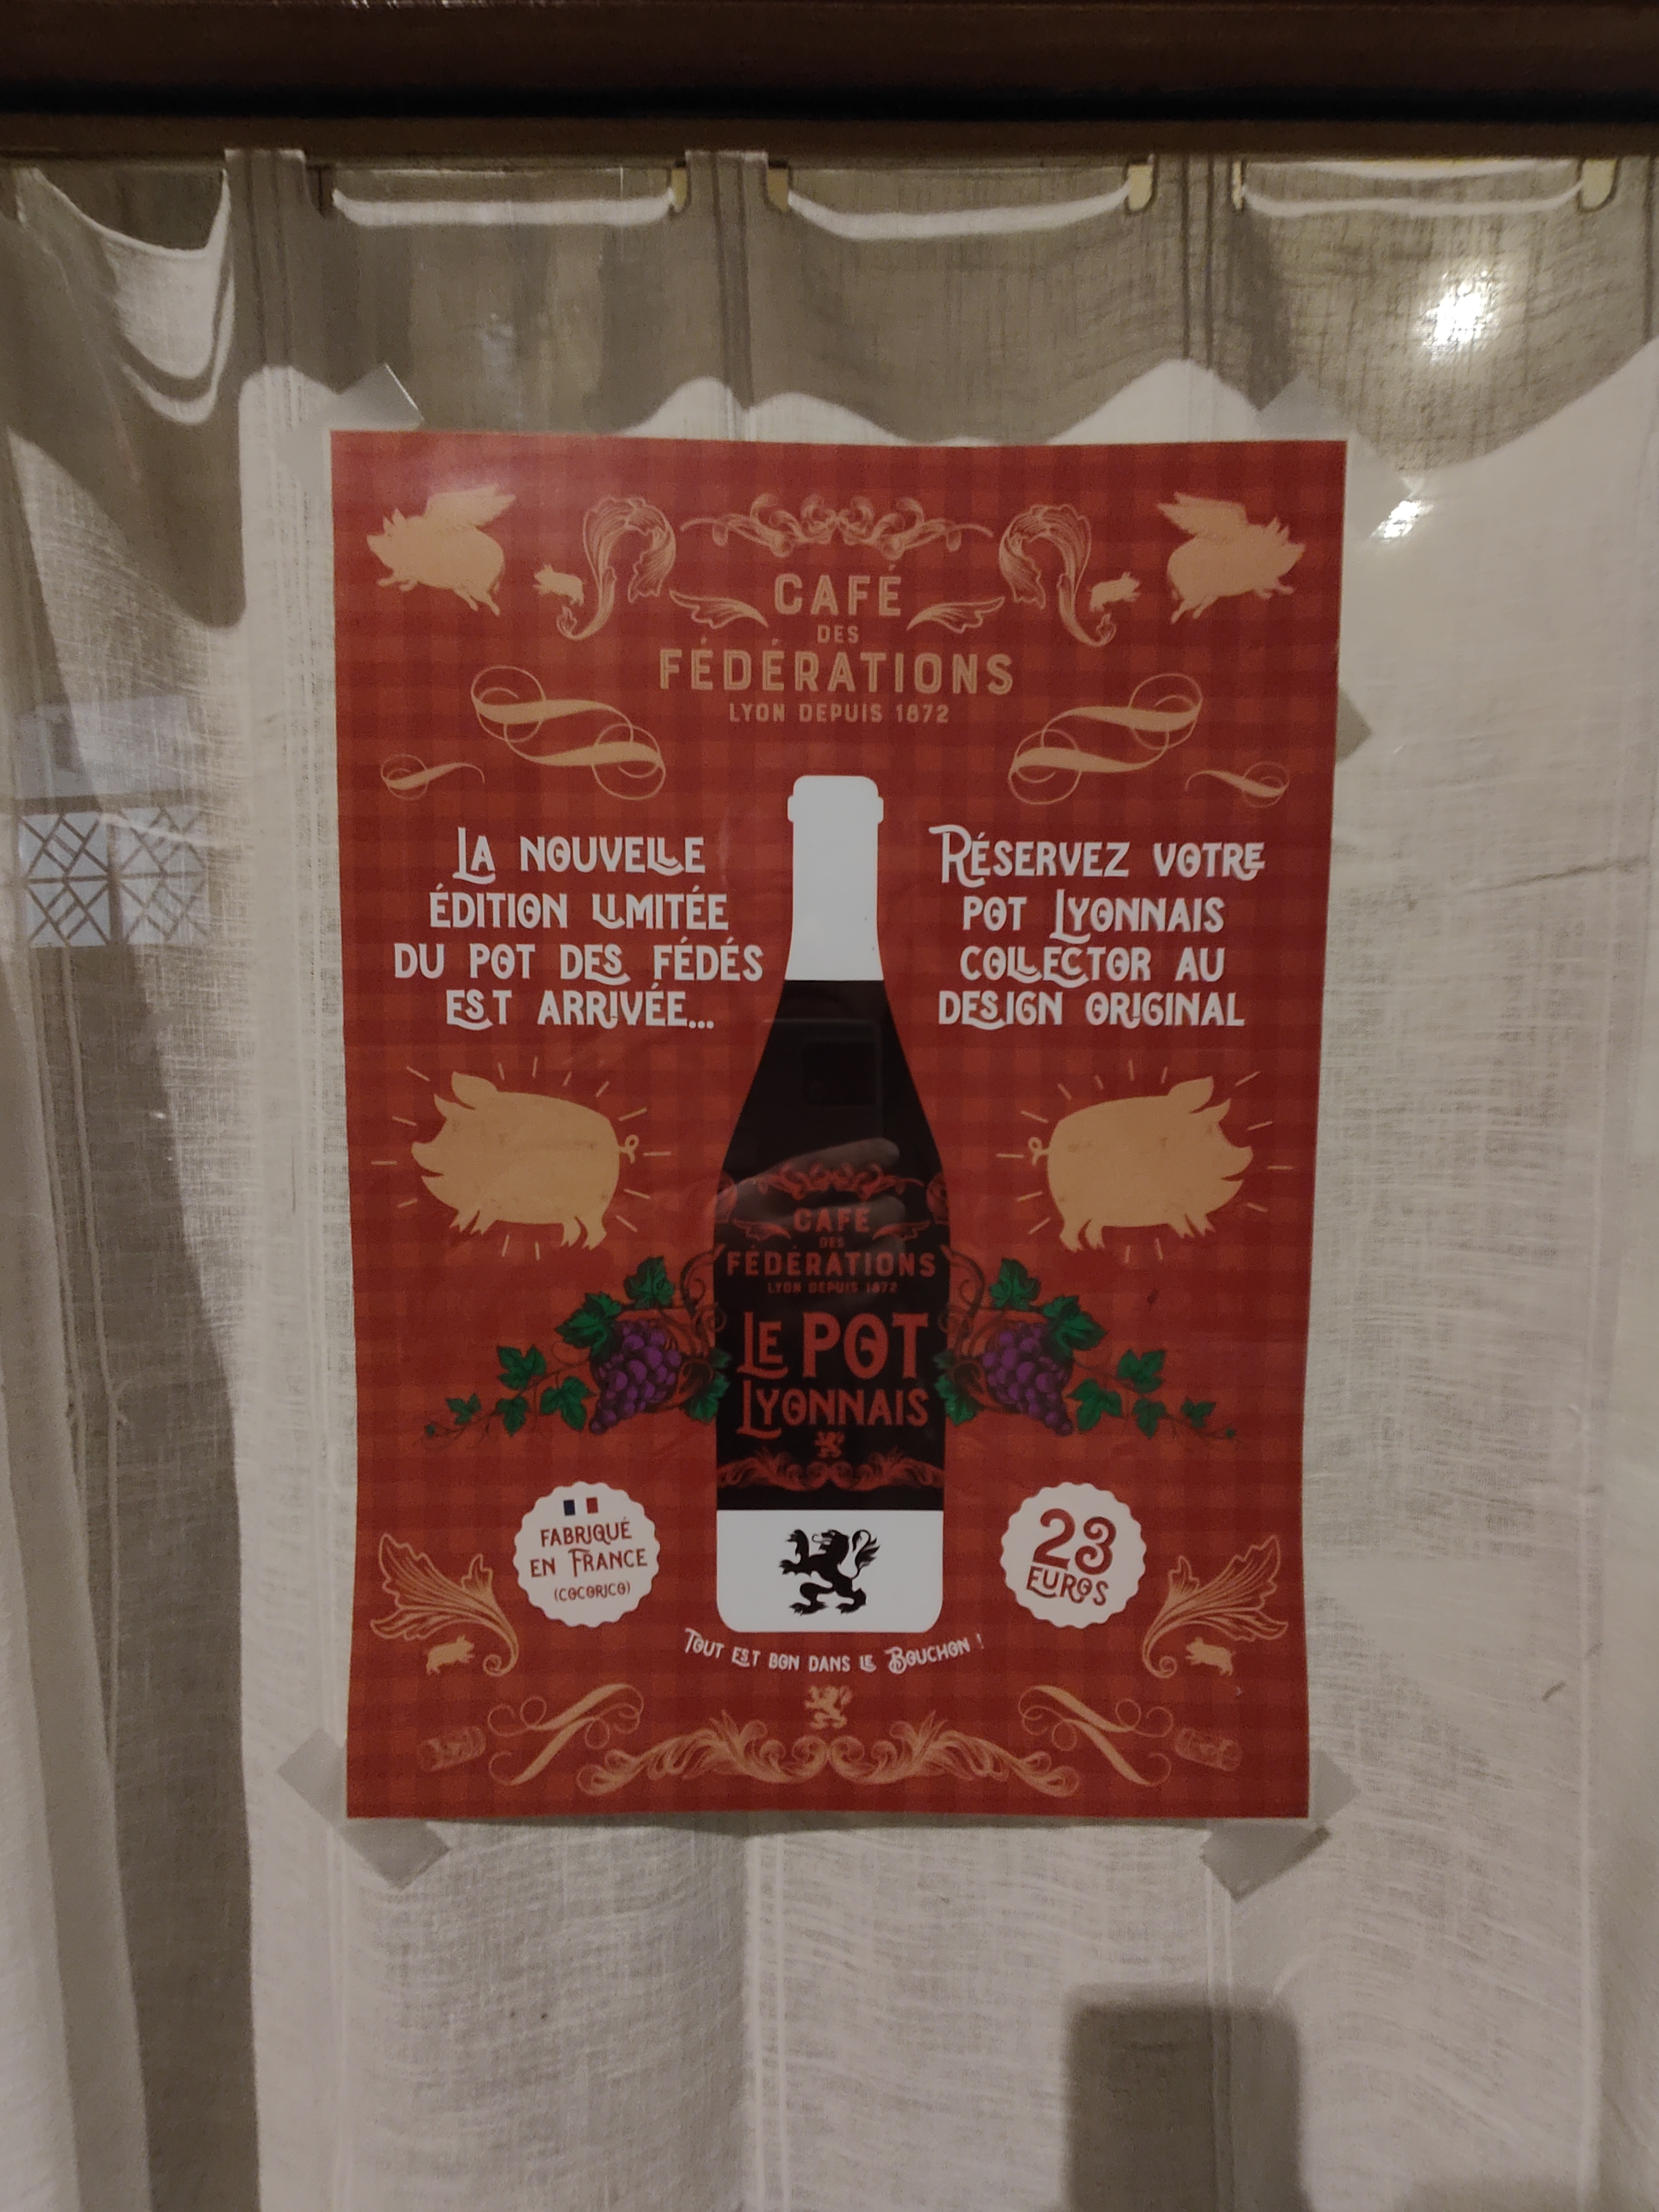 CAFÉ
DES
FÉDÉRATIONS
LYON DEPUIS 1872
LA NOUVELLE
ÉDITION LIMITÉE
DU POT DES FÉDÉS
EST ARRIVÉE...
RÉSERVEZ VOTRE
POT LYONNAIS
COLLECTOR AU
DESIGN ORIGINAL
CAFÉ
DES
FÉDÉRATIONS
LYON DEPUIS 1872
LE POT
LYONNAIS
FABRIQUÉ
EN FRANCE
(COCORICO)
23
EUROS
TOUT EST BON DANS LE BOUCHON !